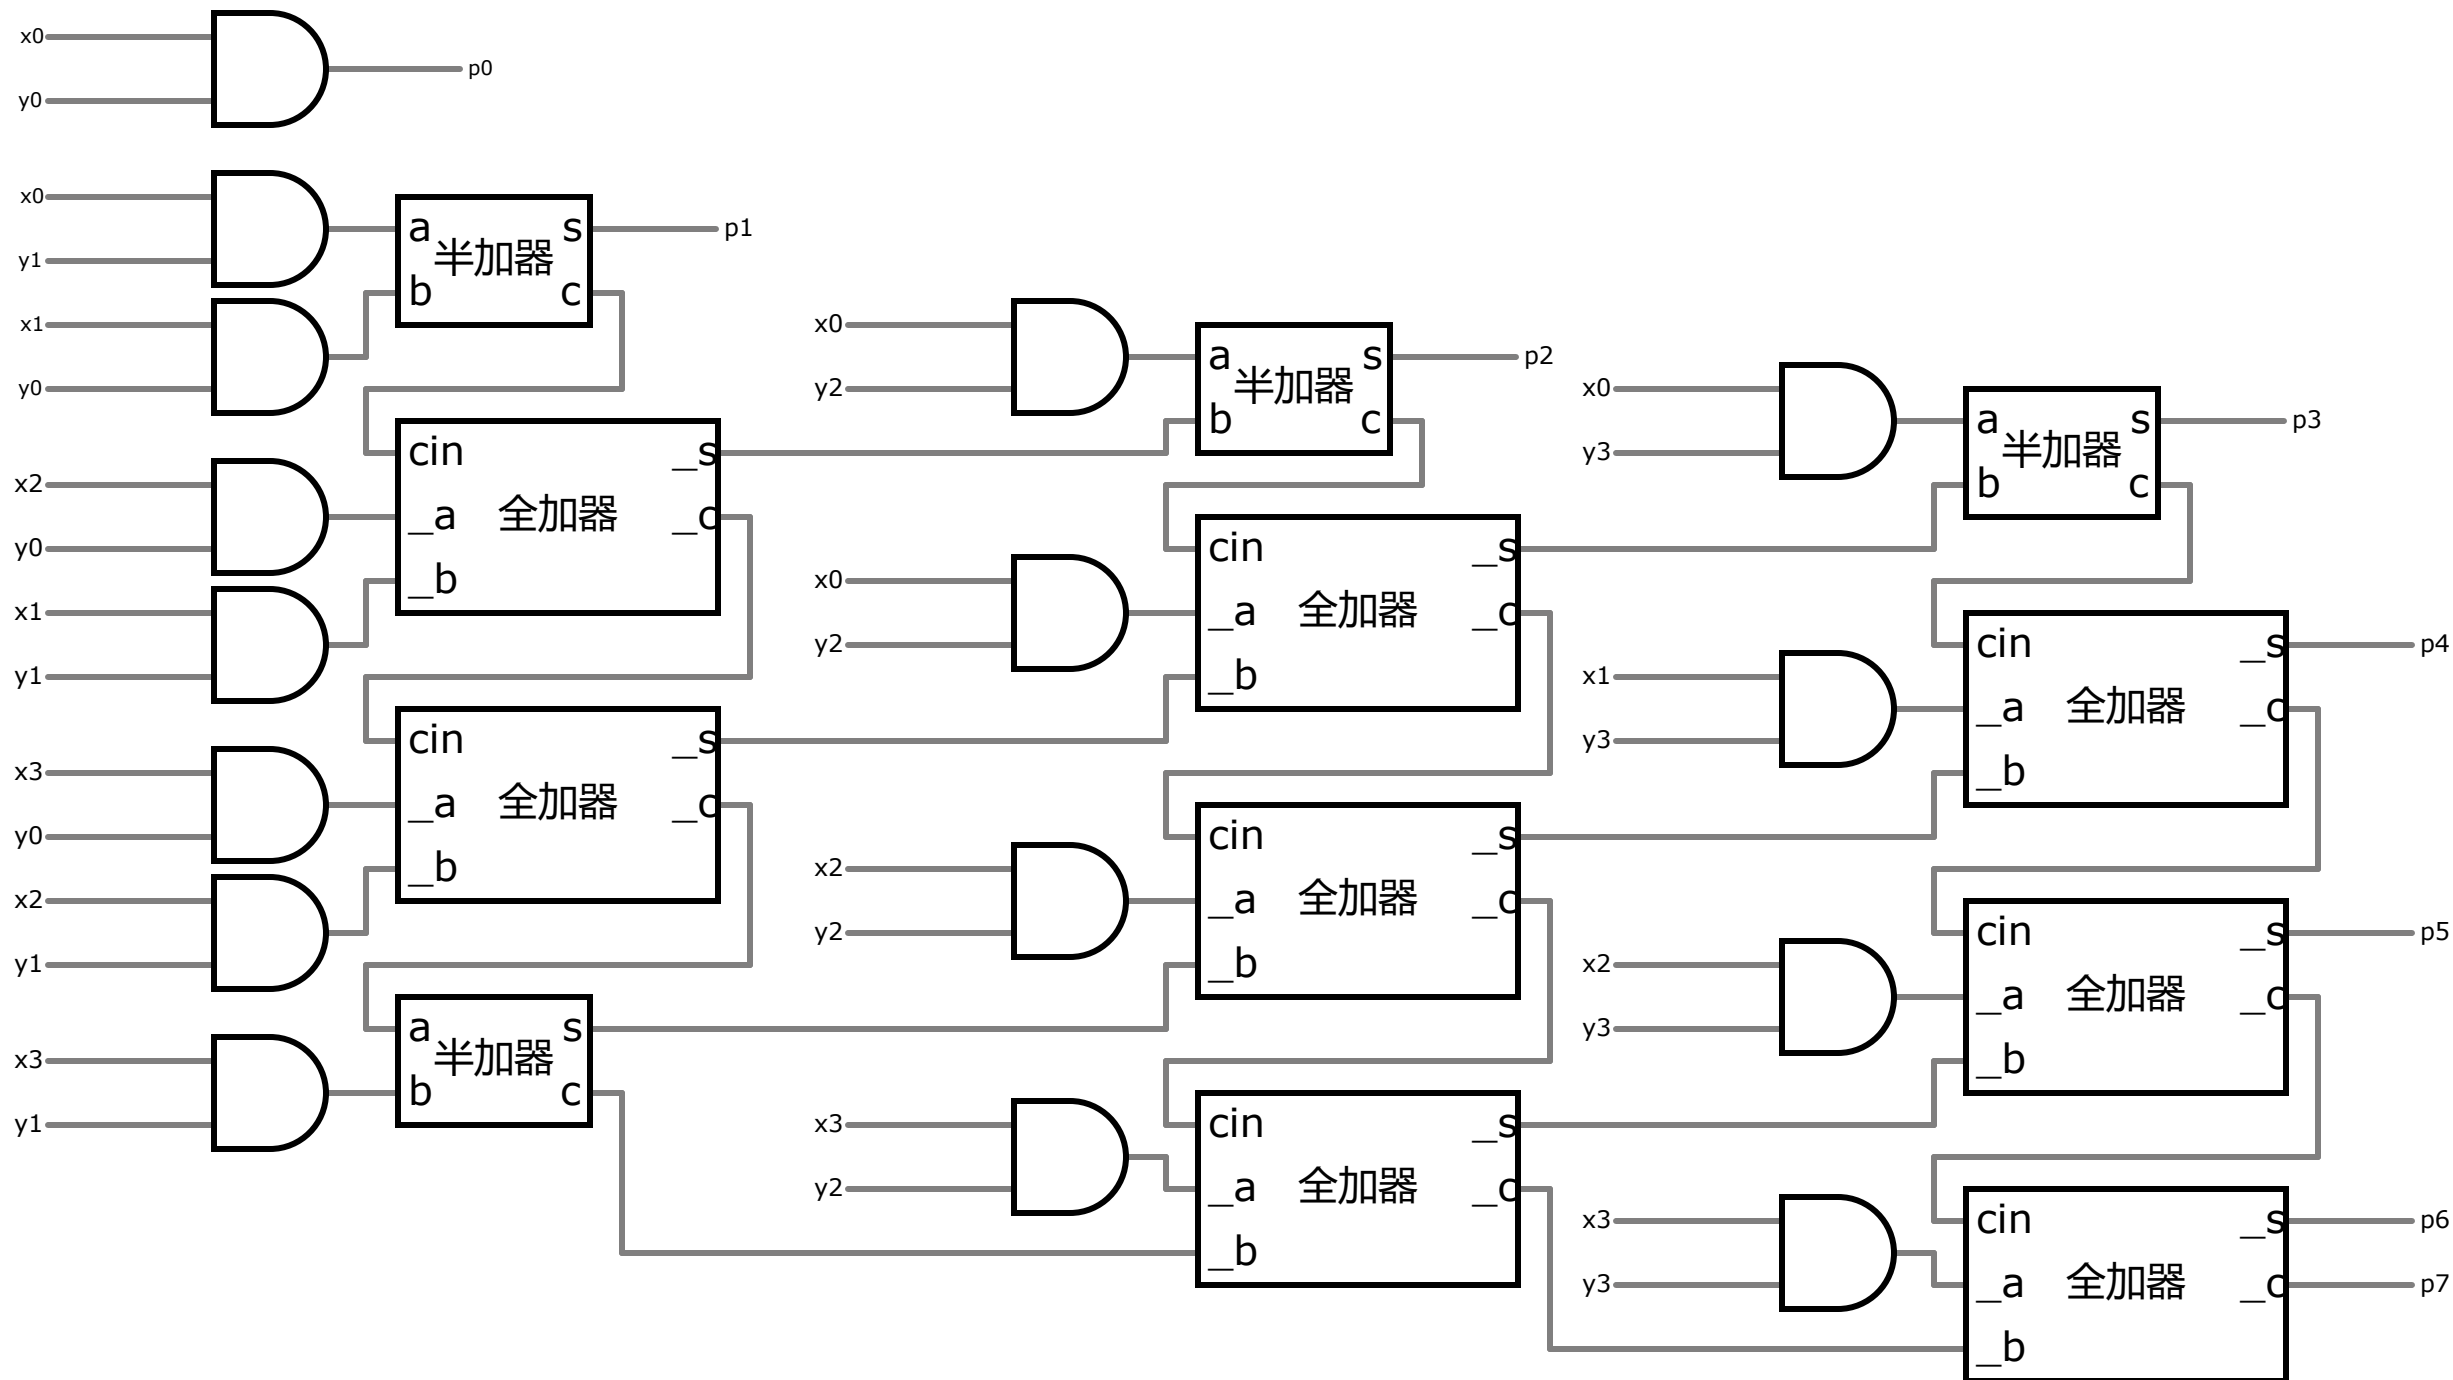 x0
y0
p0
x0
y1
x1
y0
a
b
半加器
s
c
p1
x2
y0
x1
y1
cin
_a
_b
全加器
_s
_c
x3
y0
x2
y1
cin
_a
_b
全加器
_s
_c
x3
y1
a
b
半加器
s
c
x0
y2
a
b
半加器
s
c
p2
x0
y2
cin
_a
_b
全加器
_s
_c
x2
y2
cin
_a
_b
全加器
_s
_c
x3
y2
cin
_a
_b
全加器
_s
_c
x0
y3
a
b
半加器
s
c
p3
x1
y3
cin
_a
_b
全加器
_s
_c
p4
x2
y3
cin
_a
_b
全加器
_s
_c
p5
x3
y3
cin
_a
_b
全加器
_s
_c
p6
p7